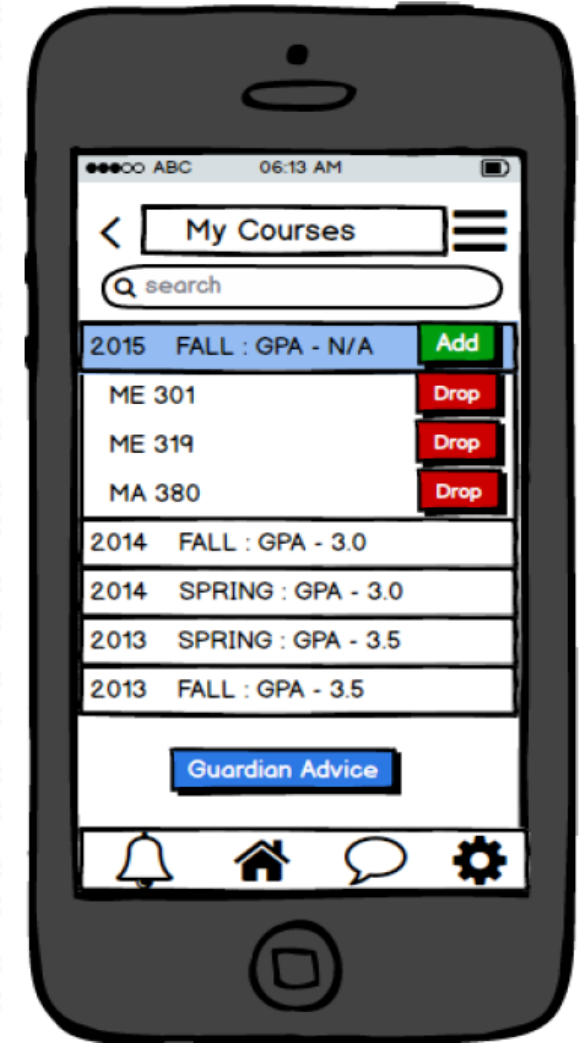 ABC 06:13 AM
My Courses
search
2015 FALL : GPA - N/A Add
ME 301 Drop
ME 319 Drop
MA 380 Drop
2014 FALL : GPA - 3.0
2014 SPRING : GPA - 3.0
2013 SPRING : GPA - 3.5
2013 FALL : GPA - 3.5
Guardian Advice